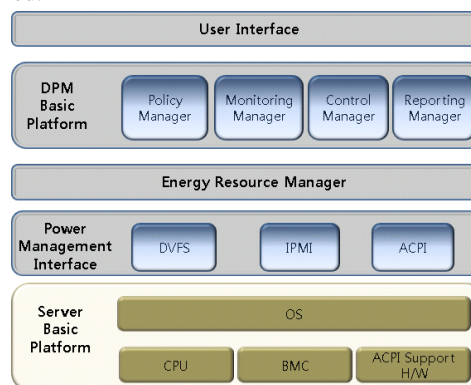 User Interface
DPM
Basic
Platform
Policy
Manager
Monitoring
Manager
Control
Manager
Reporting
Manager
Energy Resource Manager
Power
Management
Interface
DVFS
IPMI
ACPI
Server
Basic
Platform
OS
CPU
BMC
ACPI Support
H/W